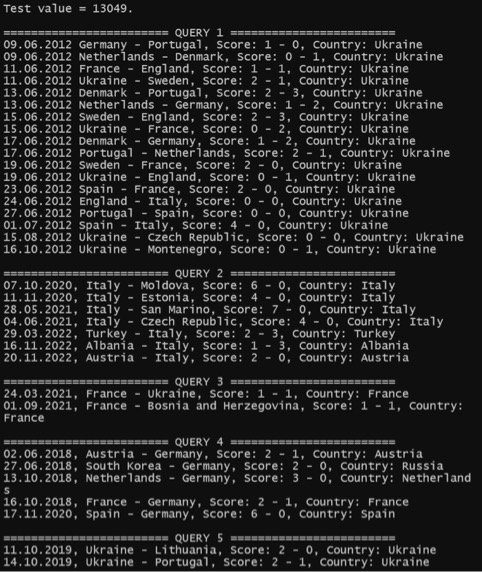 Test value = 13049.
======================== QUERY 1 ========================
09.06.2012 Germany - Portugal, Score: 1 - 0, Country: Ukraine
09.06.2012 Netherlands - Denmark, Score: 0 - 1, Country: Ukraine
11.06.2012 France - England, Score: 1 - 1, Country: Ukraine
11.06.2012 Ukraine - Sweden, Score: 2 - 1, Country: Ukraine
13.06.2012 Denmark - Portugal, Score: 2 - 3, Country: Ukraine
13.06.2012 Netherlands - Germany, Score: 1 - 2, Country: Ukraine
15.06.2012 Sweden - England, Score: 2 - 3, Country: Ukraine
15.06.2012 Ukraine - France, Score: 0 - 2, Country: Ukraine
17.06.2012 Denmark - Germany, Score: 1 - 2, Country: Ukraine
17.06.2012 Portugal - Netherlands, Score: 2 - 1, Country: Ukraine
19.06.2012 Sweden - France, Score: 2 - 0, Country: Ukraine
19.06.2012 Ukraine - England, Score: 0 - 1, Country: Ukraine
23.06.2012 Spain - France, Score: 2 - 0, Country: Ukraine
24.06.2012 England - Italy, Score: 0 - 0, Country: Ukraine
27.06.2012 Portugal - Spain, Score: 0 - 0, Country: Ukraine
01.07.2012 Spain - Italy, Score: 4 - 0, Country: Ukraine
15.08.2012 Ukraine - Czech Republic, Score: 0 - 0, Country: Ukraine
16.10.2012 Ukraine - Montenegro, Score: 0 - 1, Country: Ukraine
======================== QUERY 2 ========================
07.10.2020, Italy - Moldova, Score: 6 - 0, Country: Italy
11.11.2020, Italy - Estonia, Score: 4 - 0, Country: Italy
28.05.2021, Italy - San Marino, Score: 7 - 0, Country: Italy
04.06.2021, Italy - Czech Republic, Score: 4 - 0, Country: Italy
29.03.2022, Turkey - Italy, Score: 2 - 3, Country: Turkey
16.11.2022, Albania - Italy, Score: 1 - 3, Country: Albania
20.11.2022, Austria - Italy, Score: 2 - 0, Country: Austria
======================== QUERY 3 ========================
24.03.2021, France - Ukraine, Score: 1 - 1, Country: France
01.09.2021, France - Bosnia and Herzegovina, Score: 1 - 1, Country:
France
======================== QUERY 4 ========================
02.06.2018, Austria - Germany, Score: 2 - 1, Country: Austria
27.06.2018, South Korea - Germany, Score: 2 - 0, Country: Russia
13.10.2018, Netherlands - Germany, Score: 3 - 0, Country: Netherland
s
16.10.2018, France - Germany, Score: 2 - 1, Country: France
17.11.2020, Spain - Germany, Score: 6 - 0, Country: Spain
======================== QUERY 5 ========================
11.10.2019, Ukraine - Lithuania, Score: 2 - 0, Country: Ukraine
14.10.2019, Ukraine - Portugal, Score: 2 - 1, Country: Ukraine